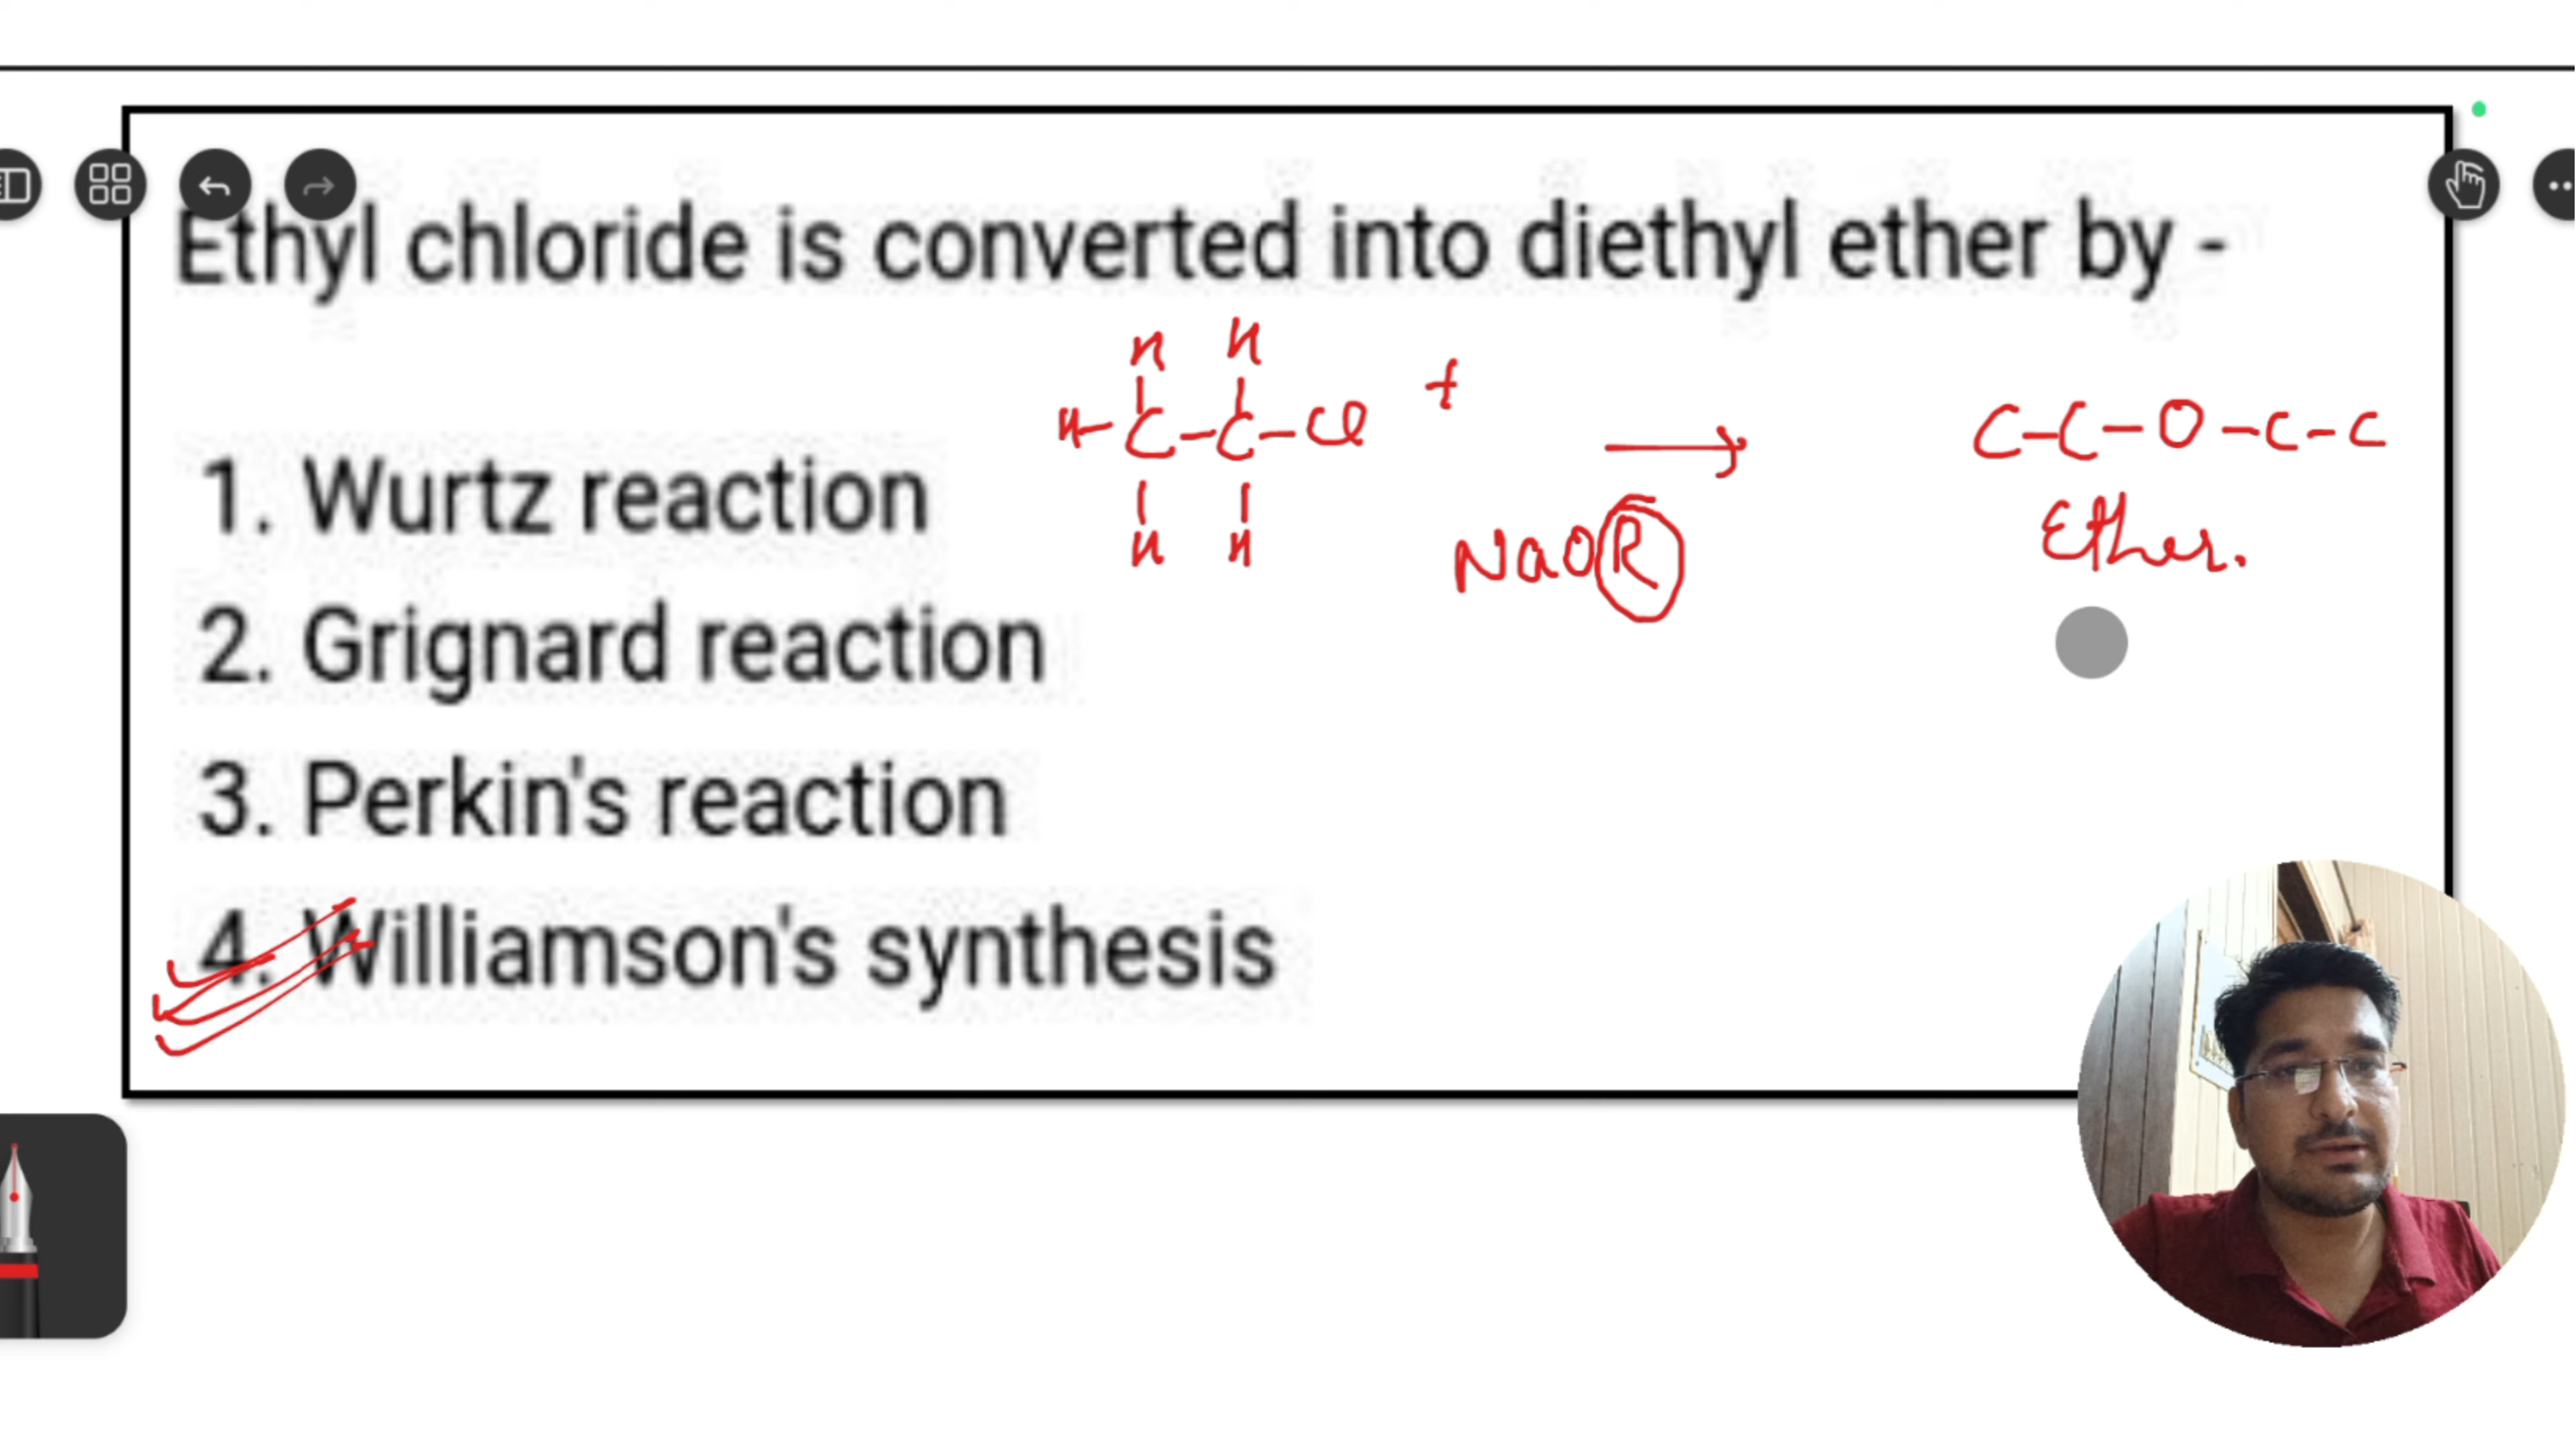 Ethyl chloride is converted into diethyl ether by -
H H
H-C-C-Cl + → C-C-O-C-C
H H
NaOR
Ether.
1. Wurtz reaction
2. Grignard reaction
3. Perkin's reaction
4. Williamson's synthesis